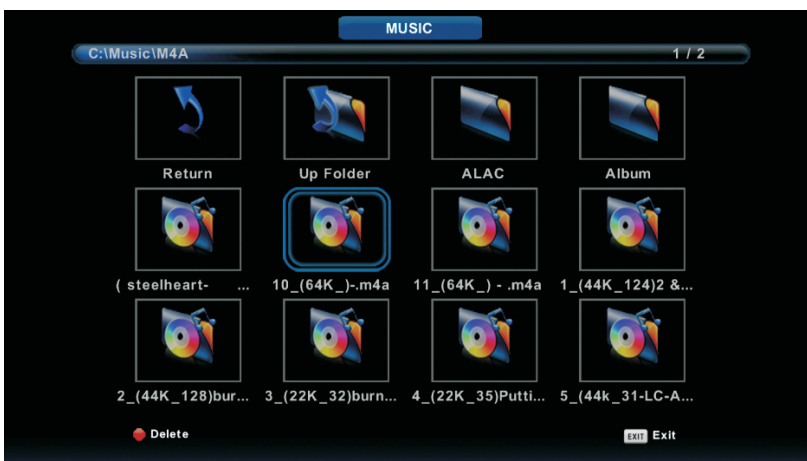 MUSIC
C:\Music\M4A 1 / 2
Return Up Folder ALAC Album
( steelheart- ... 10_(64K_)-.m4a 11_(64K_) - .m4a 1_(44K_124)2 &...
2_(44K_128)bur... 3_(22K_32)burn... 4_(22K_35)Putti... 5_(44k_31-LC-A...
Delete EXIT Exit